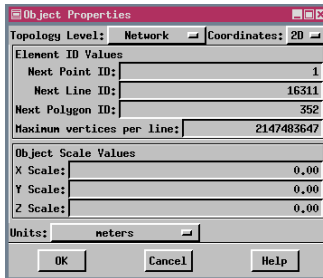 Object Properties
Topology Level: Network Coordinates: 2D
Element ID Values
Next Point ID: 1
Next Line ID: 16311
Next Polygon ID: 352
Maximum vertices per line: 2147483647
Object Scale Values
X Scale: 0.00
Y Scale: 0.00
Z Scale: 0.00
Units: meters
OK Cancel Help